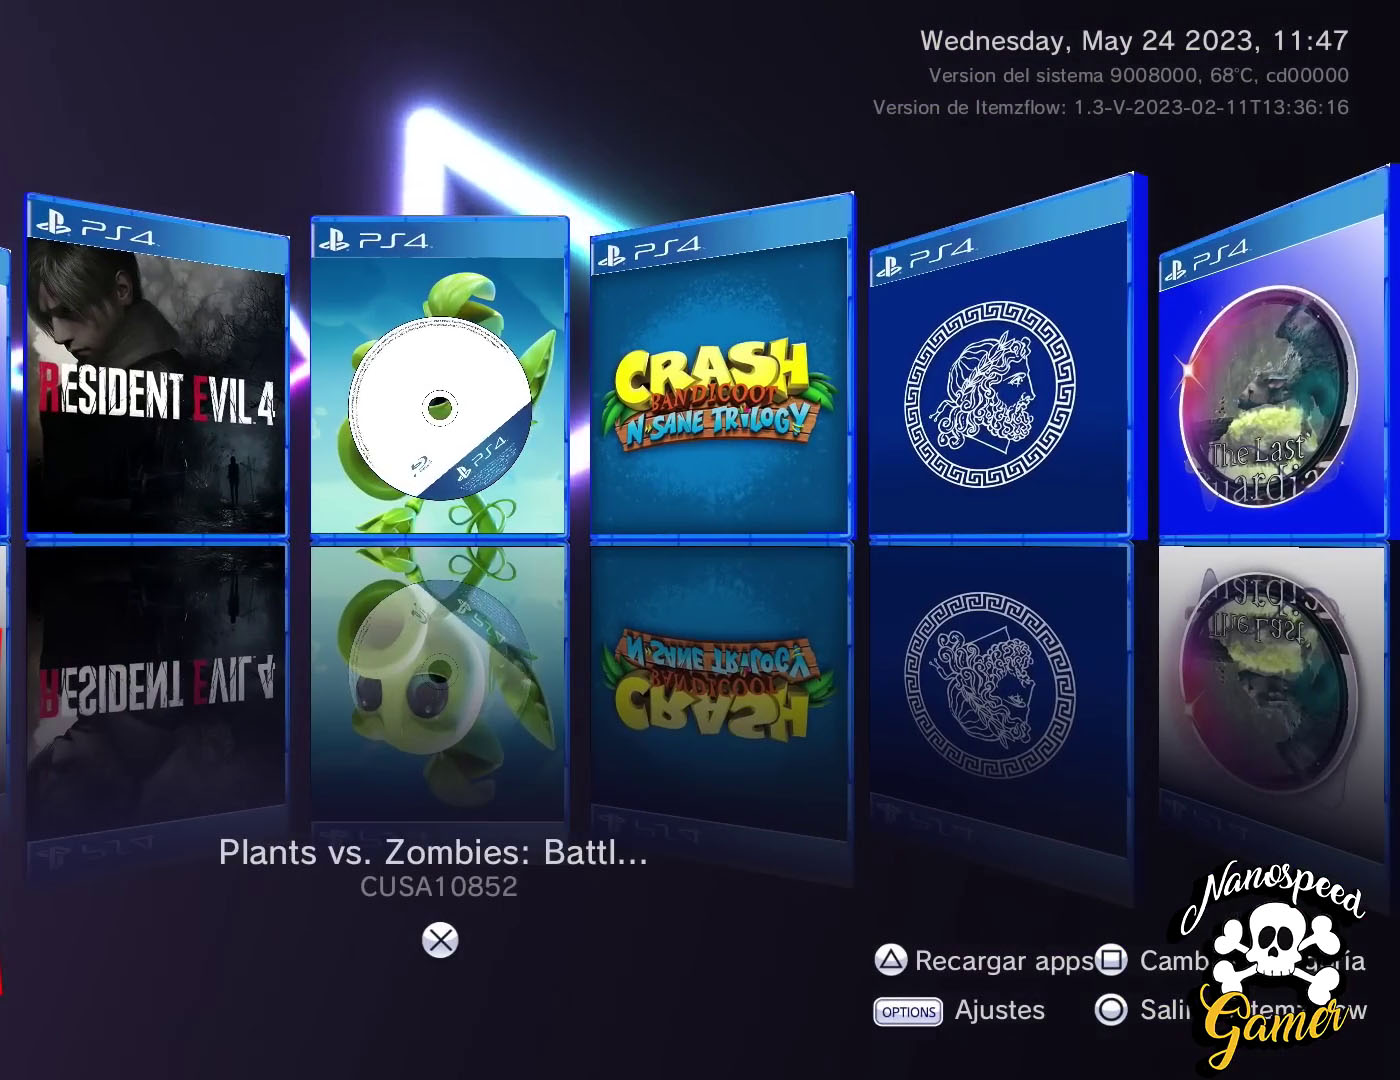 Wednesday, May 24 2023, 11:47
Version del sistema 9008000, 68°C, cd00000
Version de Itemzflow: 1.3-V-2023-02-11T13:36:16
PS4
RESIDENT EVIL 4
PS4
PS4
PS4
CRASH
BANDICOOT
N·SANE TRILOGY
PS4
PS4
The Last
Plants vs. Zombies: Battl...
CUSA10852
Recargar apps
OPTIONS Ajustes
Nanospeed
Gamer